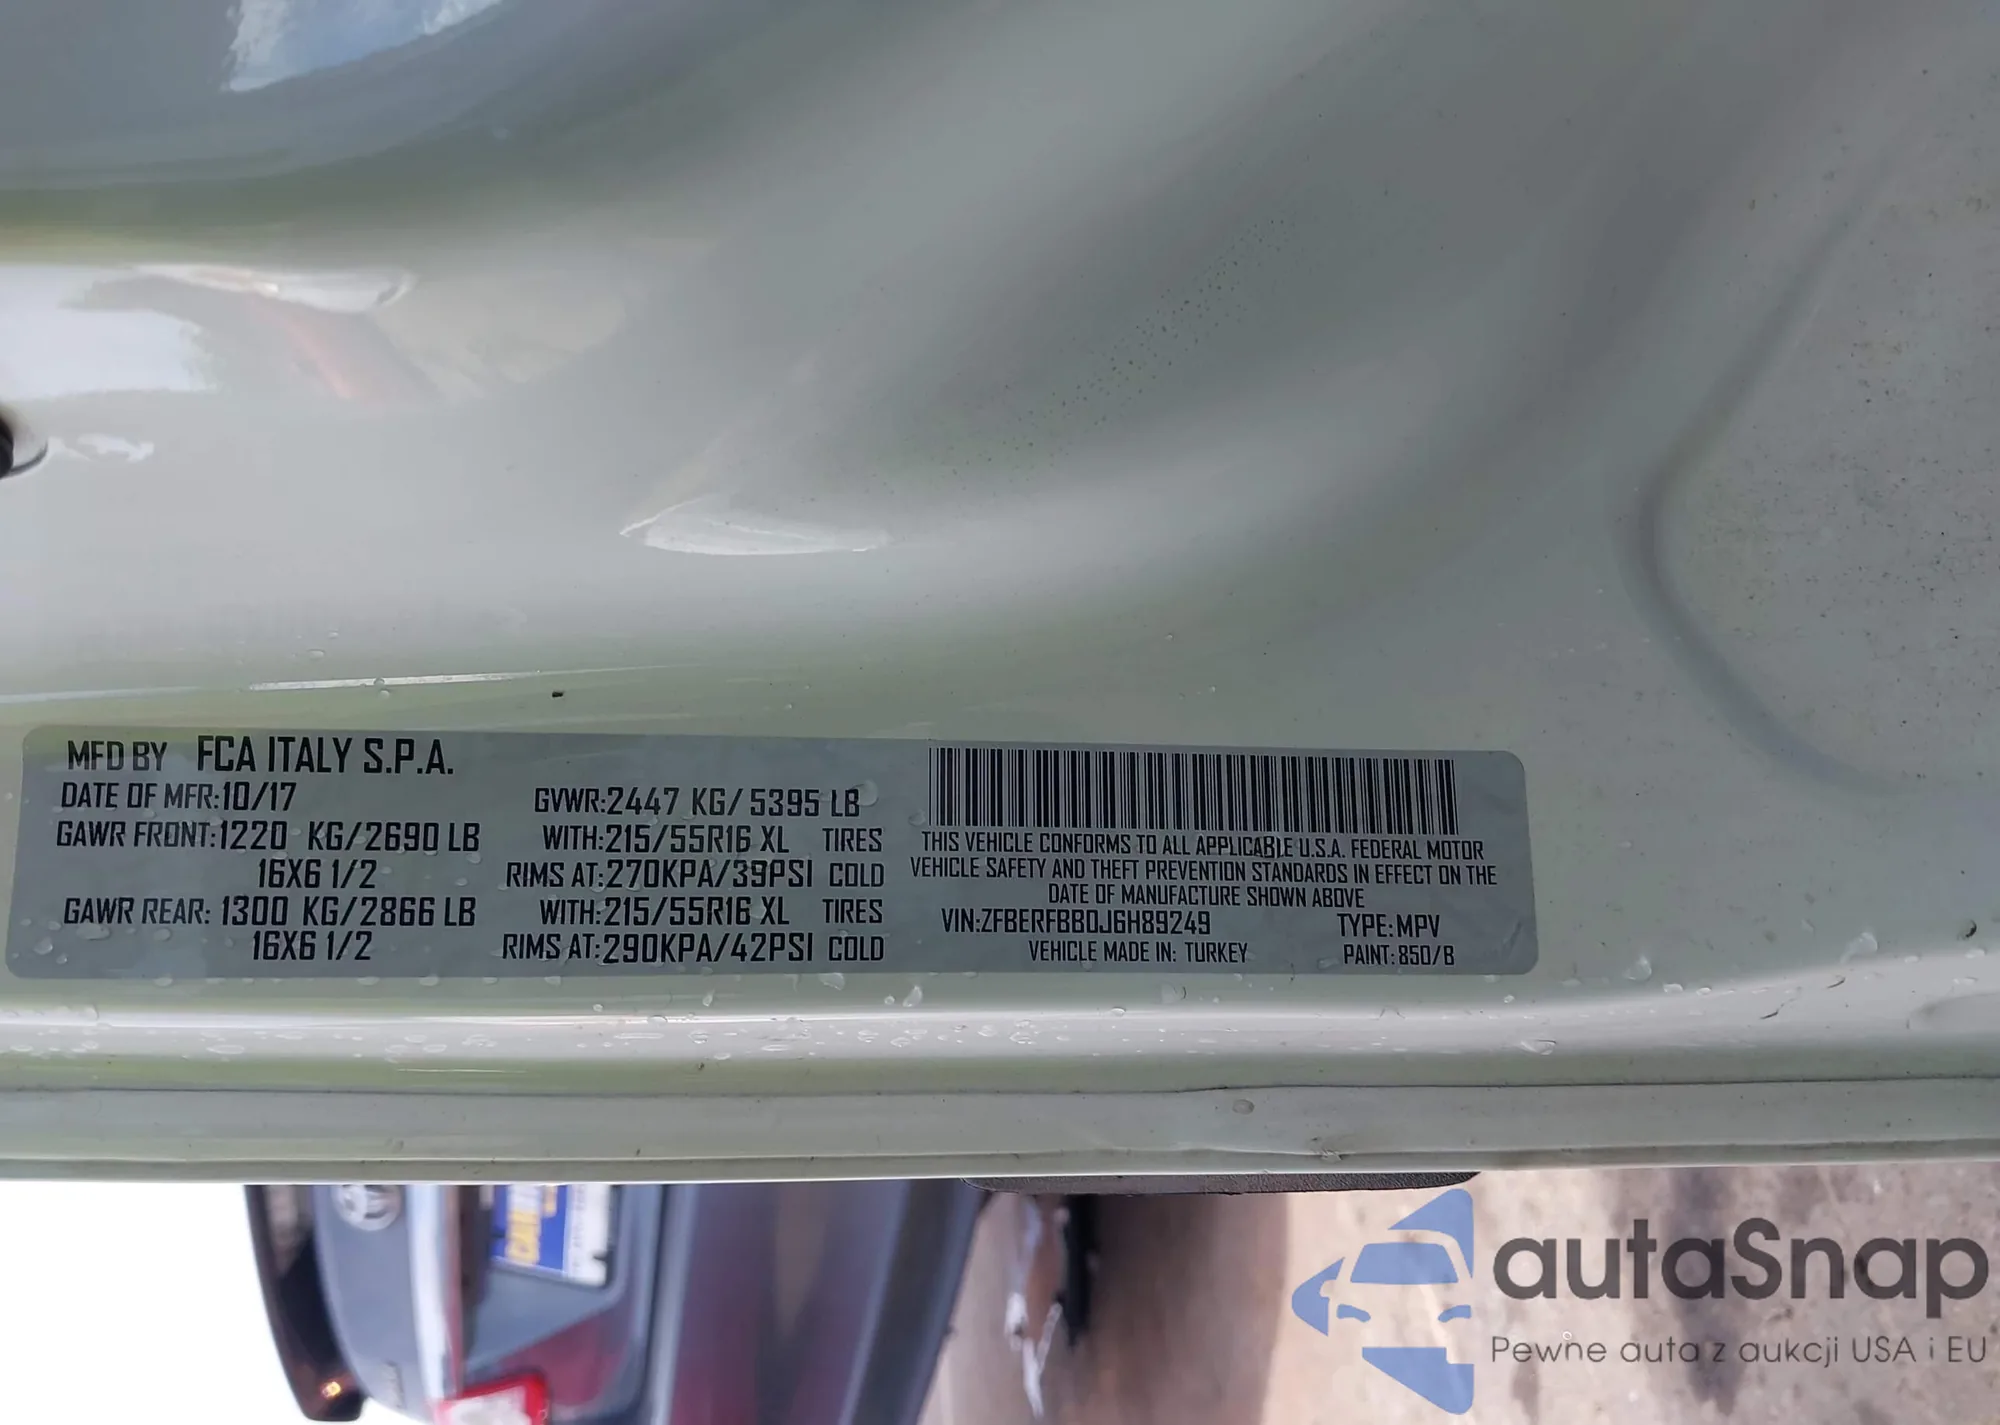 MFD BY FCA ITALY S.P.A.
DATE OF MFR:10/17
GAWR FRONT:1220 KG/2690 LB
16X6 1/2
GAWR REAR: 1300 KG/2866 LB
16X6 1/2
GVWR:2447 KG/5395 LB
WITH:215/55R16 XL TIRES
RIMS AT:270KPA/39PSI COLD
WITH:215/55R16 XL TIRES
RIMS AT:290KPA/42PSI COLD
THIS VEHICLE CONFORMS TO ALL APPLICABLE U.S.A. FEDERAL MOTOR
VEHICLE SAFETY AND THEFT PREVENTION STANDARDS IN EFFECT ON THE
DATE OF MANUFACTURE SHOWN ABOVE
VIN:ZFBERFBB0J6H89249 TYPE:MPV
VEHICLE MADE IN: TURKEY PAINT:850/B
autaSnap
Pewne auta z aukcji USA i EU